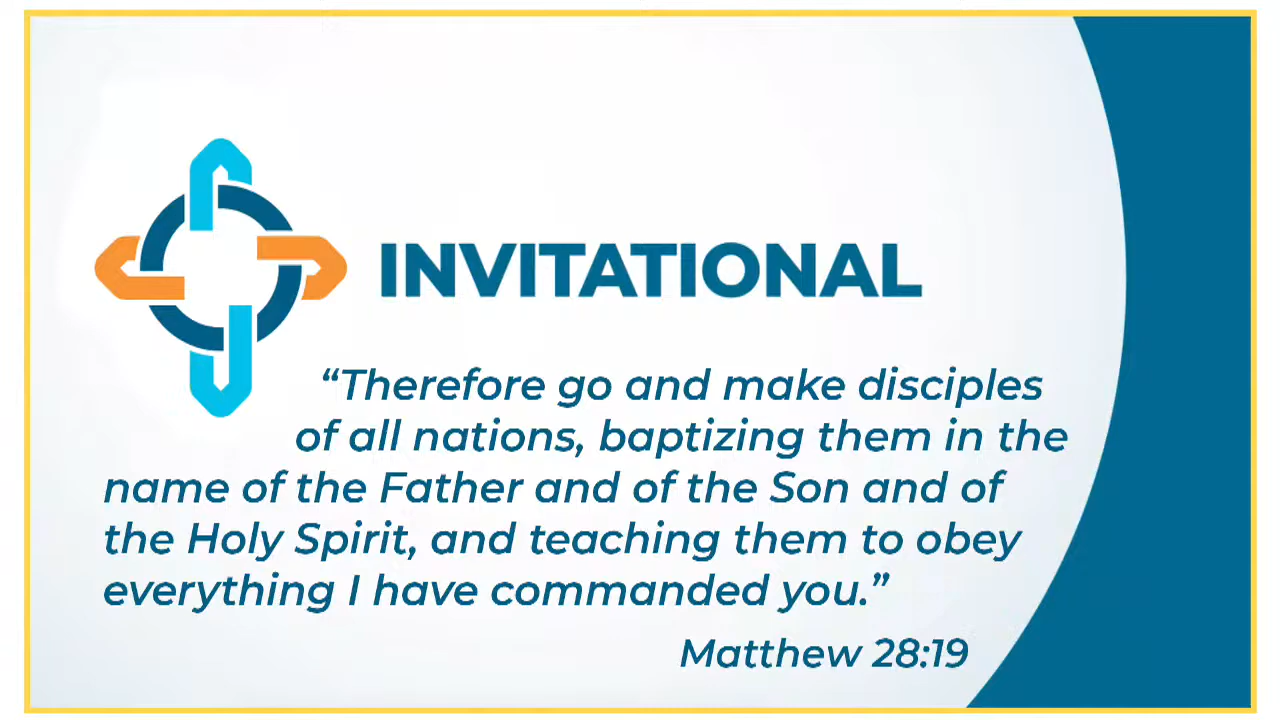 INVITATIONAL
“Therefore go and make disciples
of all nations, baptizing them in the
name of the Father and of the Son and of
the Holy Spirit, and teaching them to obey
everything I have commanded you.”
Matthew 28:19